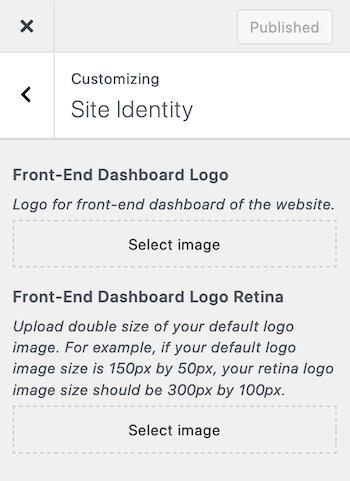 Published
Customizing
Site Identity
Front-End Dashboard Logo
Logo for front-end dashboard of the website.
Select image
Front-End Dashboard Logo Retina
Upload double size of your default logo
image. For example, if your default logo
image size is 150px by 50px, your retina logo
image size should be 300px by 100px.
Select image